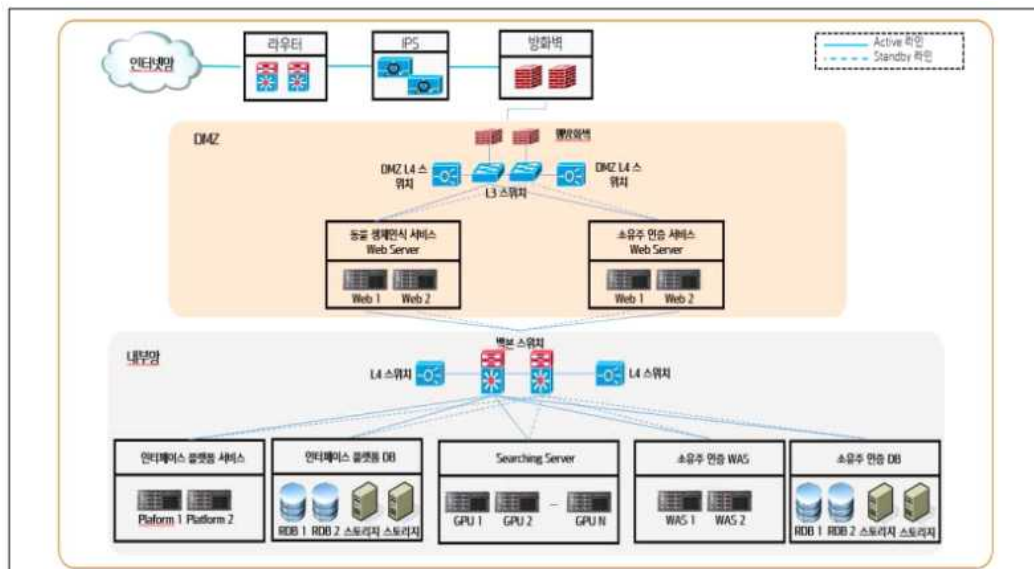 라우터
IPS
방화벽
Active 라인
Standby 라인
인터넷망
DMZ
웹방화벽
DMZ L4 스
위치
DMZ L4 스
위치
L3 스위치
동물 생체인식 서비스
Web Server
소유주 인증 서비스
Web Server
Web 1
Web 2
Web 1
Web 2
내부망
백본 스위치
L4 스위치
L4 스위치
인터페이스 플랫폼 서비스
인터페이스 플랫폼 DB
Searching Server
소유주 인증 WAS
소유주 인증 DB
Plaform 1
Platform 2
RDB 1
RDB 2
스토리지
스토리지
GPU 1
GPU 2
...
GPU N
WAS 1
WAS 2
RDB 1
RDB 2
스토리지
스토리지